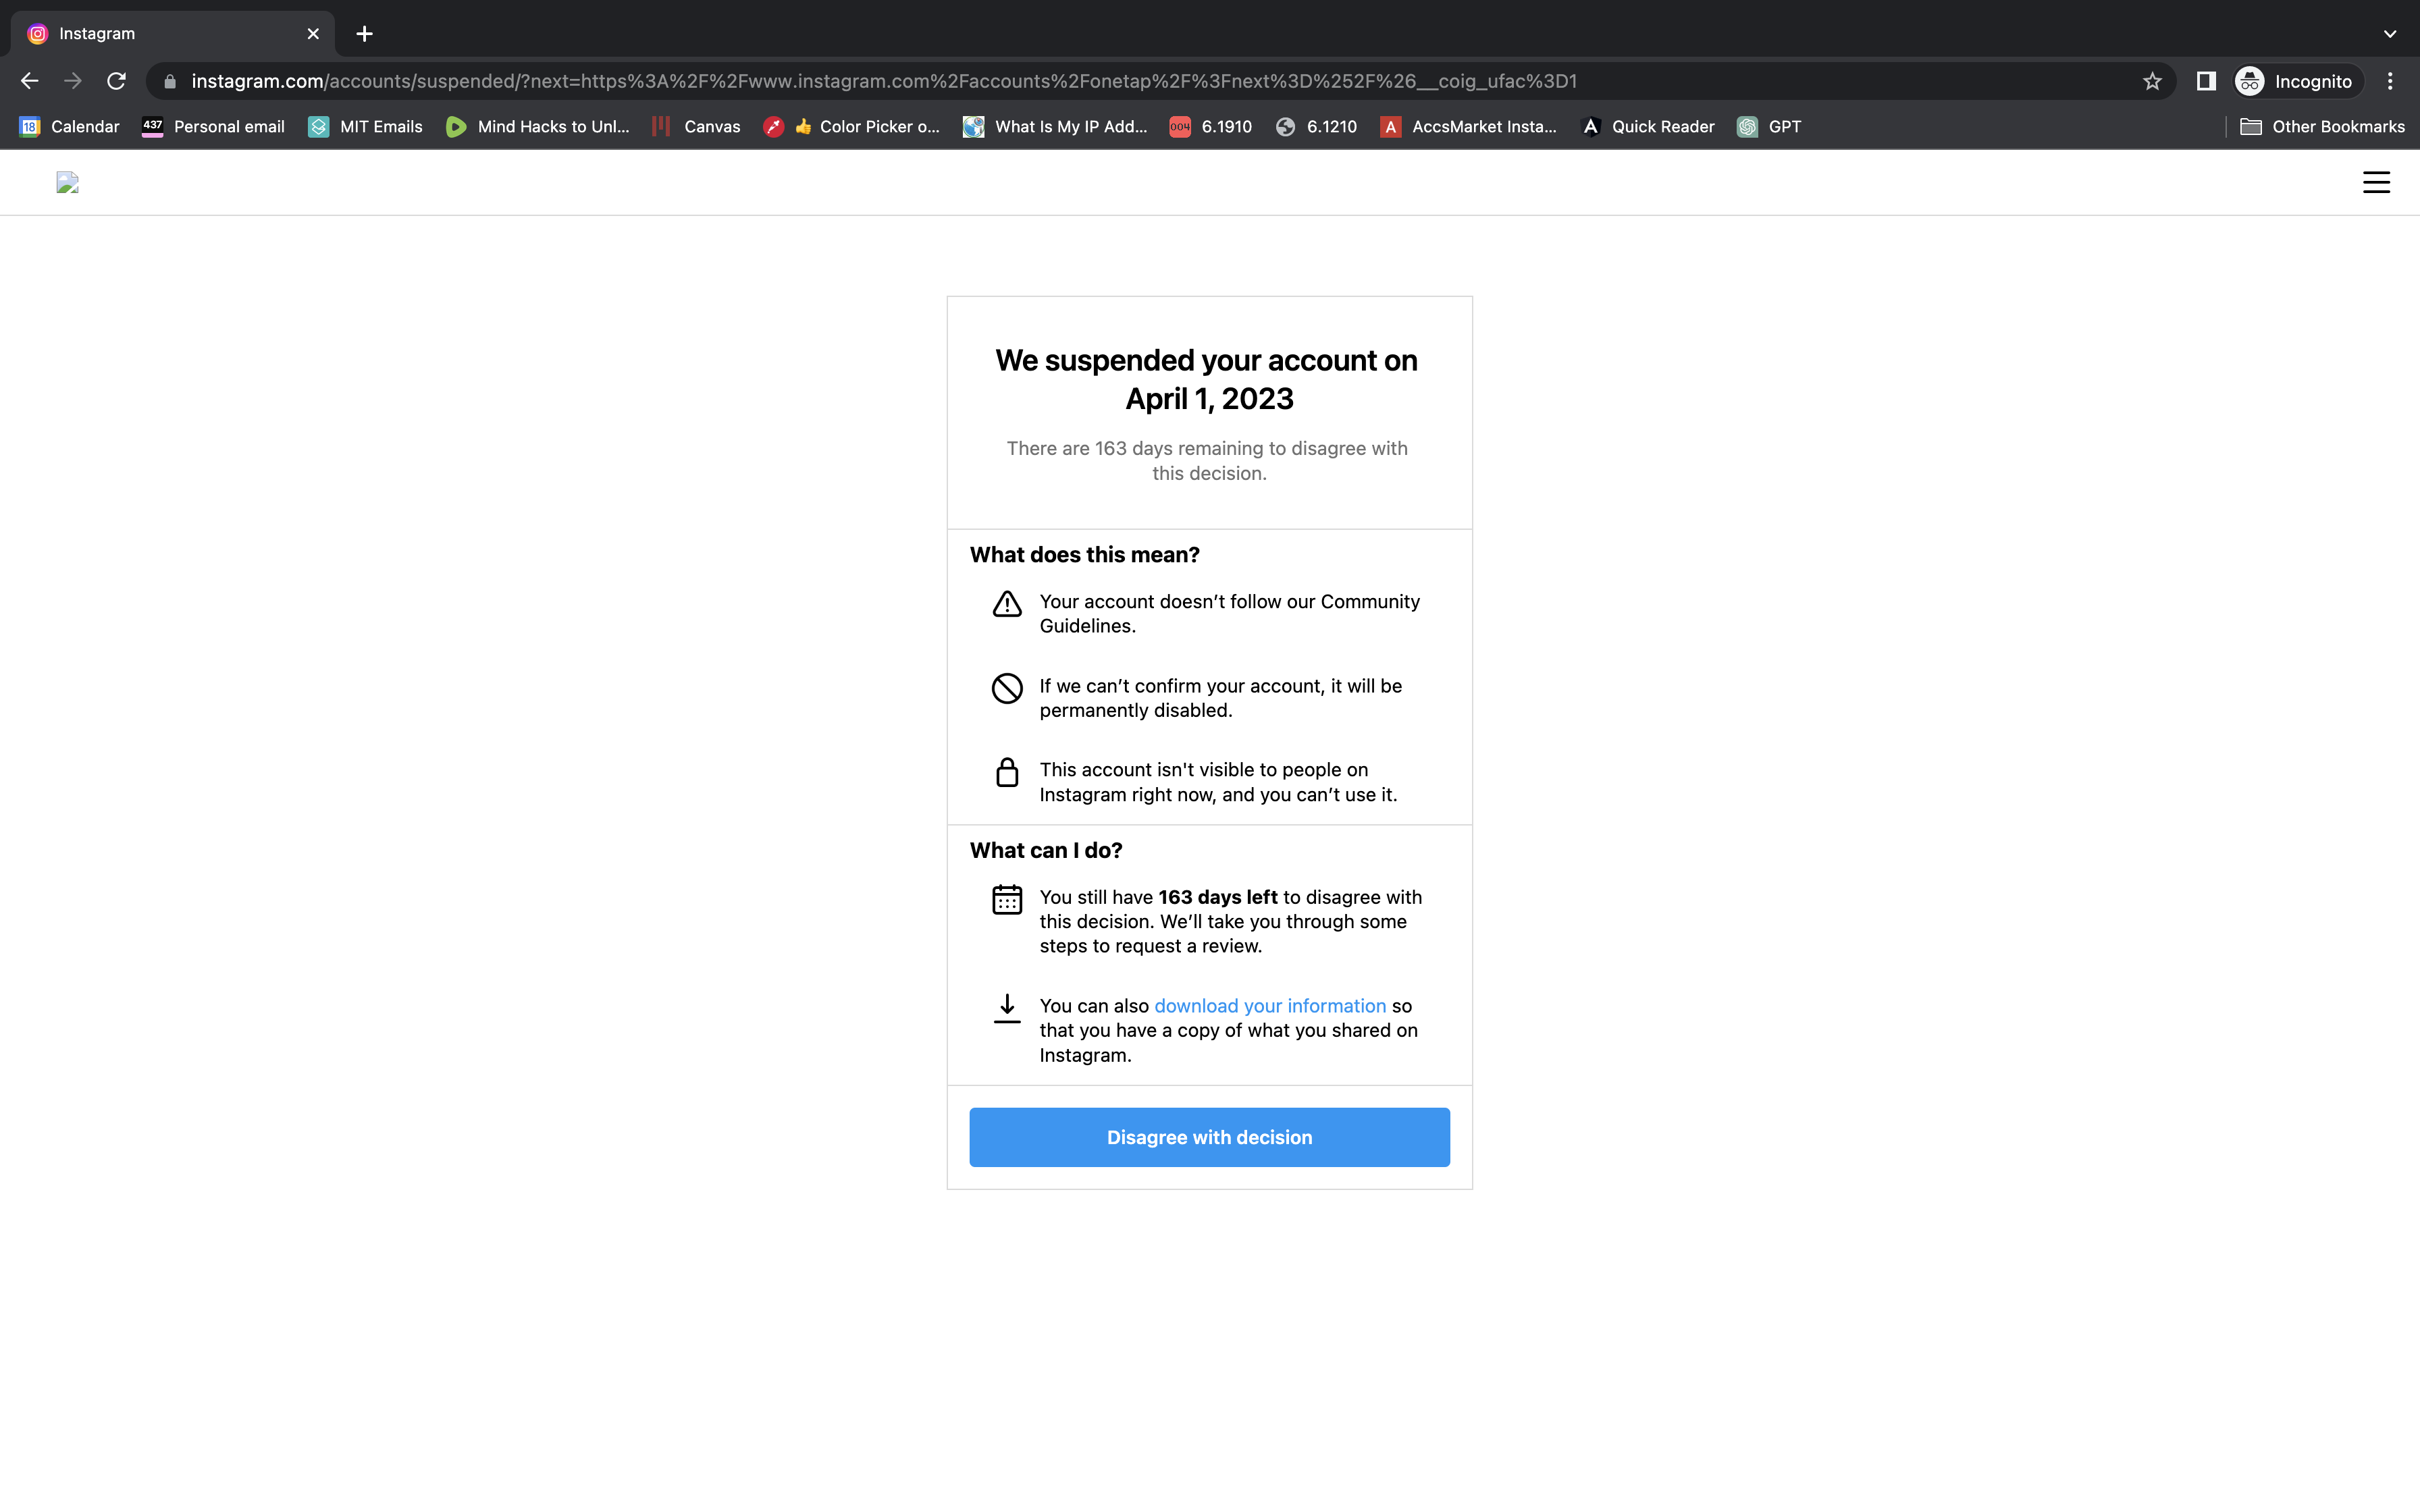 Instagram
instagram.com/accounts/suspended/?next=https%3A%2F%2Fwww.instagram.com%2Faccounts%2Fonetap%2F%3Fnext%3D%252F%26__coig_ufac%3D1
Incognito
18 Calendar 437 Personal email MIT Emails Mind Hacks to Unl... Canvas 👍 Color Picker o... What Is My IP Add... 004 6.1910 6.1210 A AccsMarket Insta... A Quick Reader GPT Other Bookmarks
We suspended your account on
April 1, 2023
There are 163 days remaining to disagree with
this decision.
What does this mean?
Your account doesn’t follow our Community
Guidelines.
If we can’t confirm your account, it will be
permanently disabled.
This account isn't visible to people on
Instagram right now, and you can’t use it.
What can I do?
You still have 163 days left to disagree with
this decision. We’ll take you through some
steps to request a review.
You can also download your information so
that you have a copy of what you shared on
Instagram.
Disagree with decision